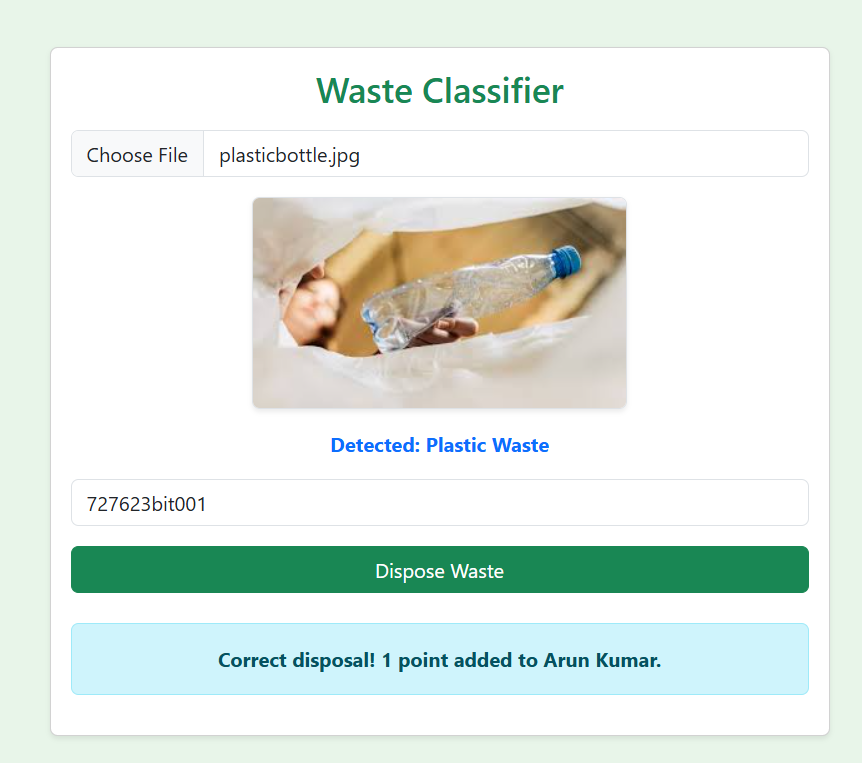 Waste Classifier
Choose File plasticbottle.jpg
Detected: Plastic Waste
727623bit001
Dispose Waste
Correct disposal! 1 point added to Arun Kumar.